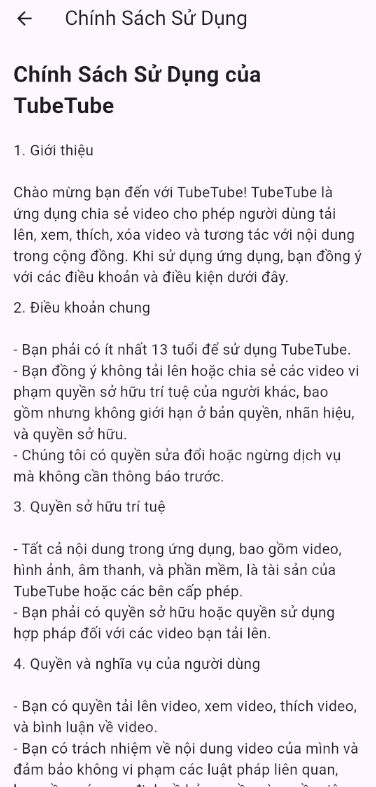 Chính Sách Sử Dụng
Chính Sách Sử Dụng của
TubeTube
1. Giới thiệu
Chào mừng bạn đến với TubeTube! TubeTube là
ứng dụng chia sẻ video cho phép người dùng tải
lên, xem, thích, xóa video và tương tác với nội dung
trong cộng đồng. Khi sử dụng ứng dụng, bạn đồng ý
với các điều khoản và điều kiện dưới đây.
2. Điều khoản chung
- Bạn phải có ít nhất 13 tuổi để sử dụng TubeTube.
- Bạn đồng ý không tải lên hoặc chia sẻ các video vi
phạm quyền sở hữu trí tuệ của người khác, bao
gồm nhưng không giới hạn ở bản quyền, nhãn hiệu,
và quyền sở hữu.
- Chúng tôi có quyền sửa đổi hoặc ngừng dịch vụ
mà không cần thông báo trước.
3. Quyền sở hữu trí tuệ
- Tất cả nội dung trong ứng dụng, bao gồm video,
hình ảnh, âm thanh, và phần mềm, là tài sản của
TubeTube hoặc các bên cấp phép.
- Bạn phải có quyền sở hữu hoặc quyền sử dụng
hợp pháp đối với các video bạn tải lên.
4. Quyền và nghĩa vụ của người dùng
- Bạn có quyền tải lên video, xem video, thích video,
và bình luận về video.
- Bạn có trách nhiệm về nội dung video của mình và
đảm bảo không vi phạm các luật pháp liên quan,